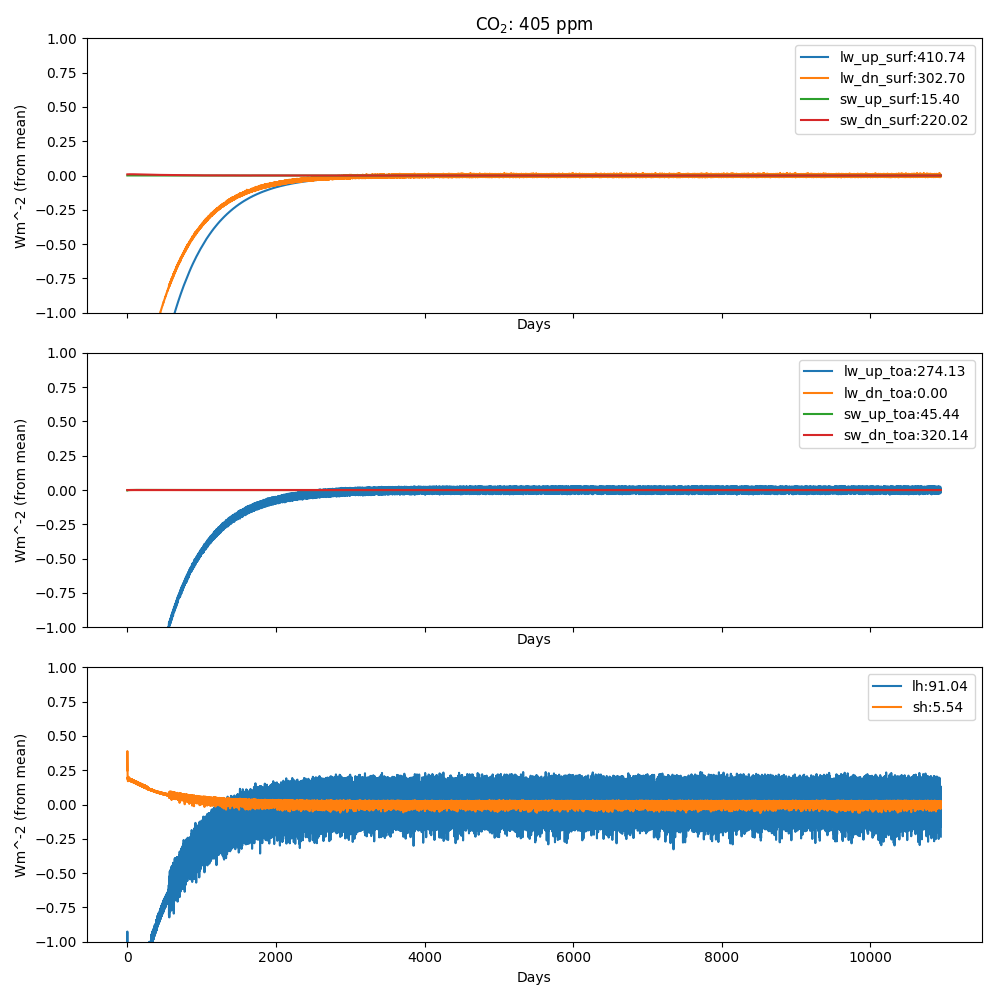 CO₂: 405 ppm
1.00
0.75
0.50
0.25
0.00
−0.25
−0.50
−0.75
−1.00
Wm^-2 (from mean)
lw_up_surf:410.74
lw_dn_surf:302.70
sw_up_surf:15.40
sw_dn_surf:220.02
Days
1.00
0.75
0.50
0.25
0.00
−0.25
−0.50
−0.75
−1.00
Wm^-2 (from mean)
lw_up_toa:274.13
lw_dn_toa:0.00
sw_up_toa:45.44
sw_dn_toa:320.14
Days
1.00
0.75
0.50
0.25
0.00
−0.25
−0.50
−0.75
−1.00
Wm^-2 (from mean)
lh:91.04
sh:5.54
0 2000 4000 6000 8000 10000
Days